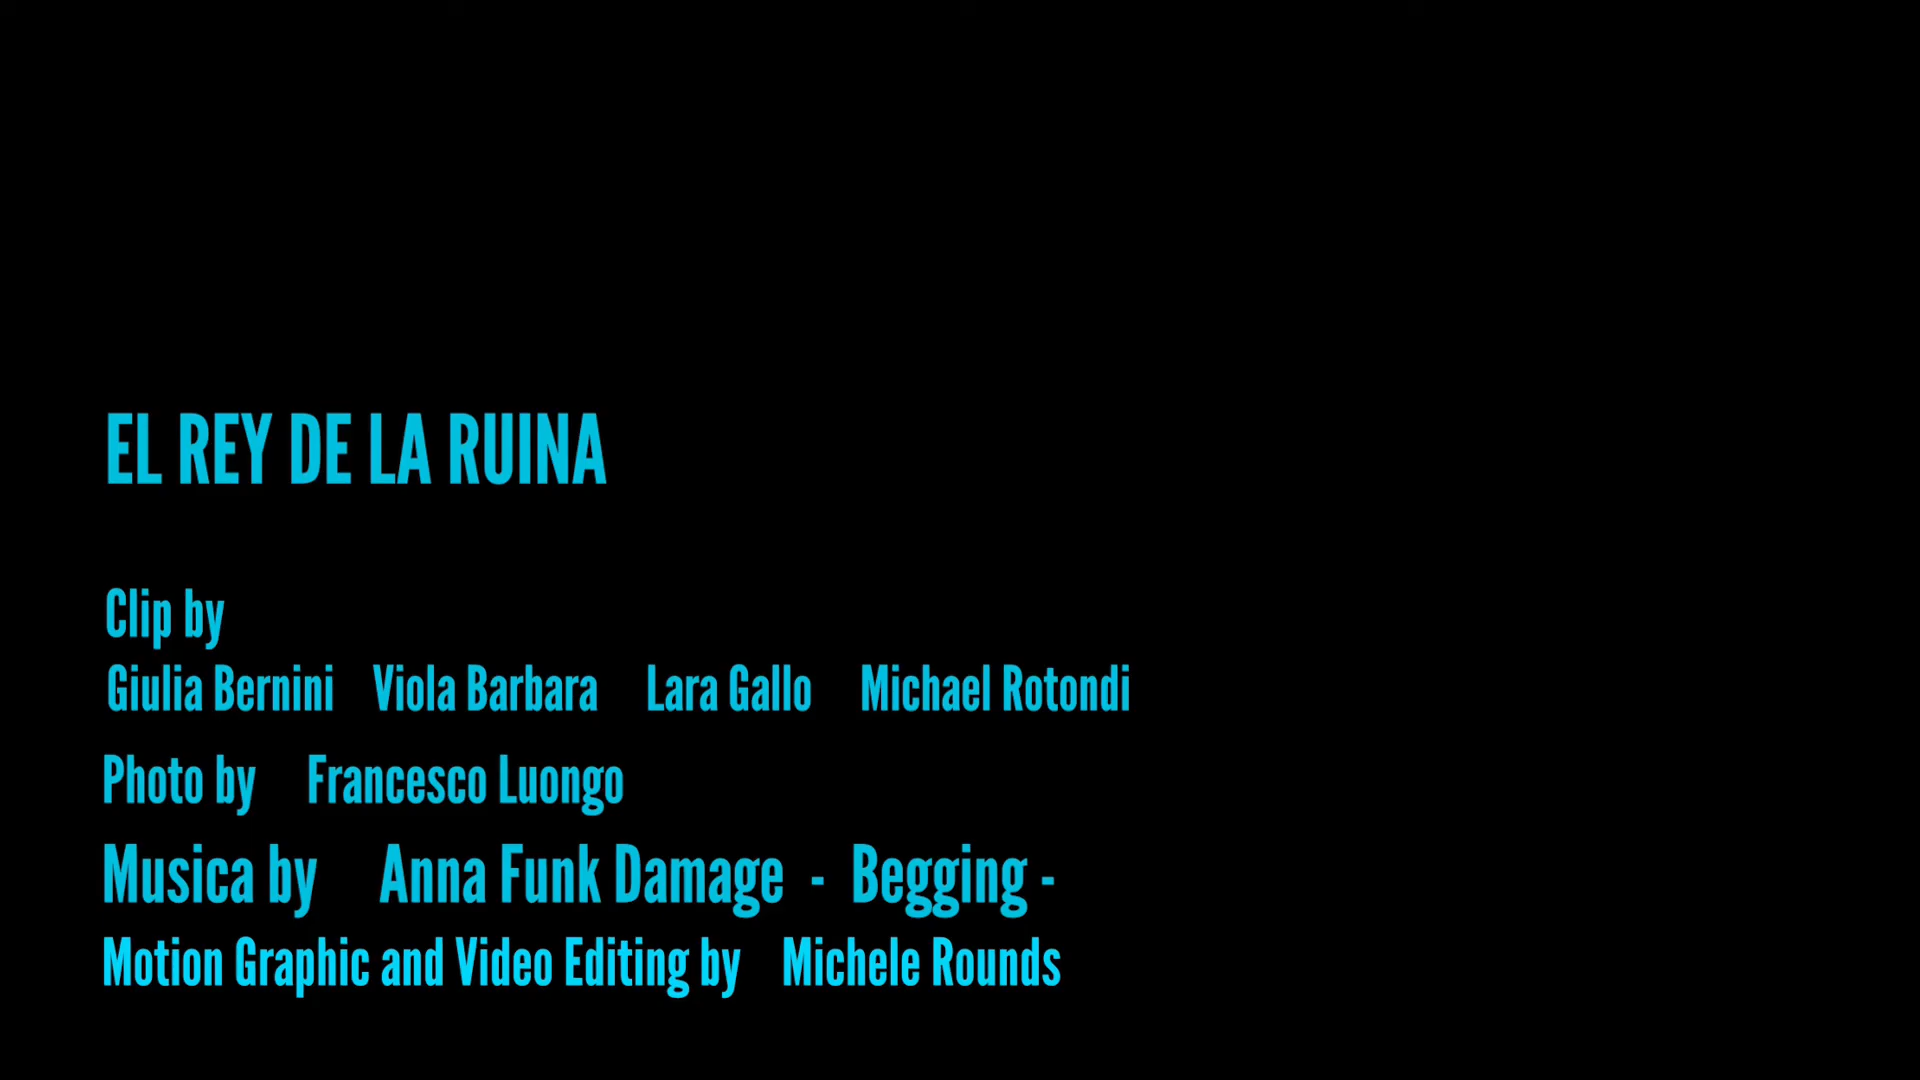 EL REY DE LA RUINA
Clip by
Giulia Bernini Viola Barbara Lara Gallo Michael Rotondi
Photo by Francesco Luongo
Musica by Anna Funk Damage - Begging -
Motion Graphic and Video Editing by Michele Rounds